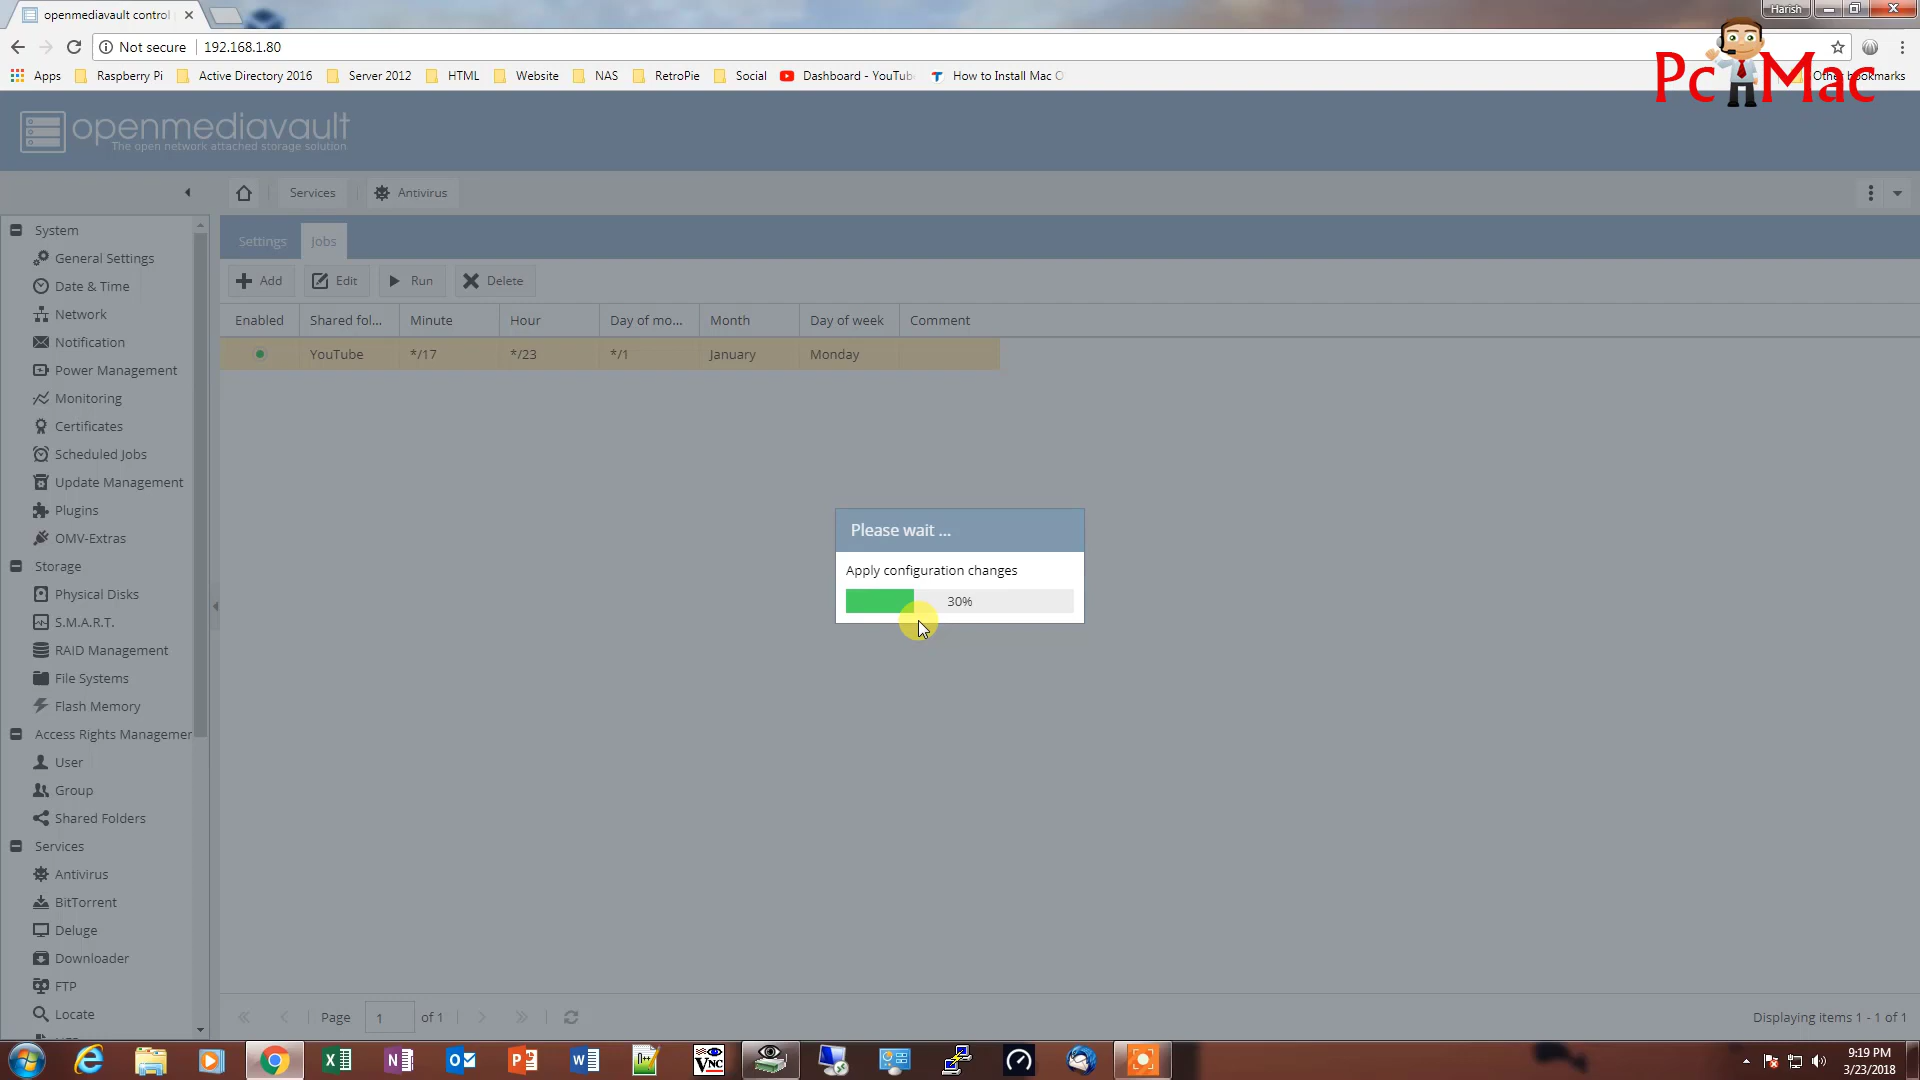 openmediavault control
Harish
Not secure
192.168.1.80
Apps
Raspberry Pi
Active Directory 2016
Server 2012
HTML
Website
NAS
RetroPie
Social
Dashboard - YouTub
How to Install Mac O
Other bookmarks
Pc Mac
openmediavault
The open network attached storage solution
Services
Antivirus
System
General Settings
Date & Time
Network
Notification
Power Management
Monitoring
Certificates
Scheduled Jobs
Update Management
Plugins
OMV-Extras
Storage
Physical Disks
S.M.A.R.T.
RAID Management
File Systems
Flash Memory
Access Rights Managemer
User
Group
Shared Folders
Services
Antivirus
BitTorrent
Deluge
Downloader
FTP
Locate
Settings
Jobs
Add
Edit
Run
Delete
Enabled
Shared fol...
Minute
Hour
Day of mo...
Month
Day of week
Comment
YouTube
*/17
*/23
*/1
January
Monday
Please wait ...
Apply configuration changes
30%
Page
1
of 1
Displaying items 1 - 1 of 1
9:19 PM
3/23/2018